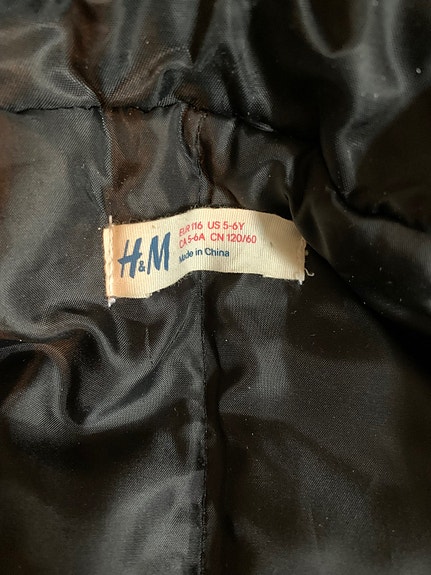 H&M
EUR 116 US 5-6Y
CA 5-6A CN 120/60
Made in China